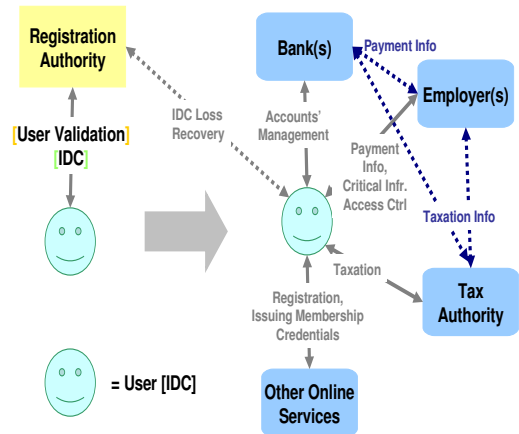 Registration
Authority
[User Validation]
[IDC]
IDC Loss
Recovery
Bank(s)
Payment Info
Employer(s)
Accounts'
Management
Payment
Info,
Critical Infr.
Access Ctrl
Taxation Info
Taxation
Tax
Authority
Registration,
Issuing Membership
Credentials
Other Online
Services
= User [IDC]